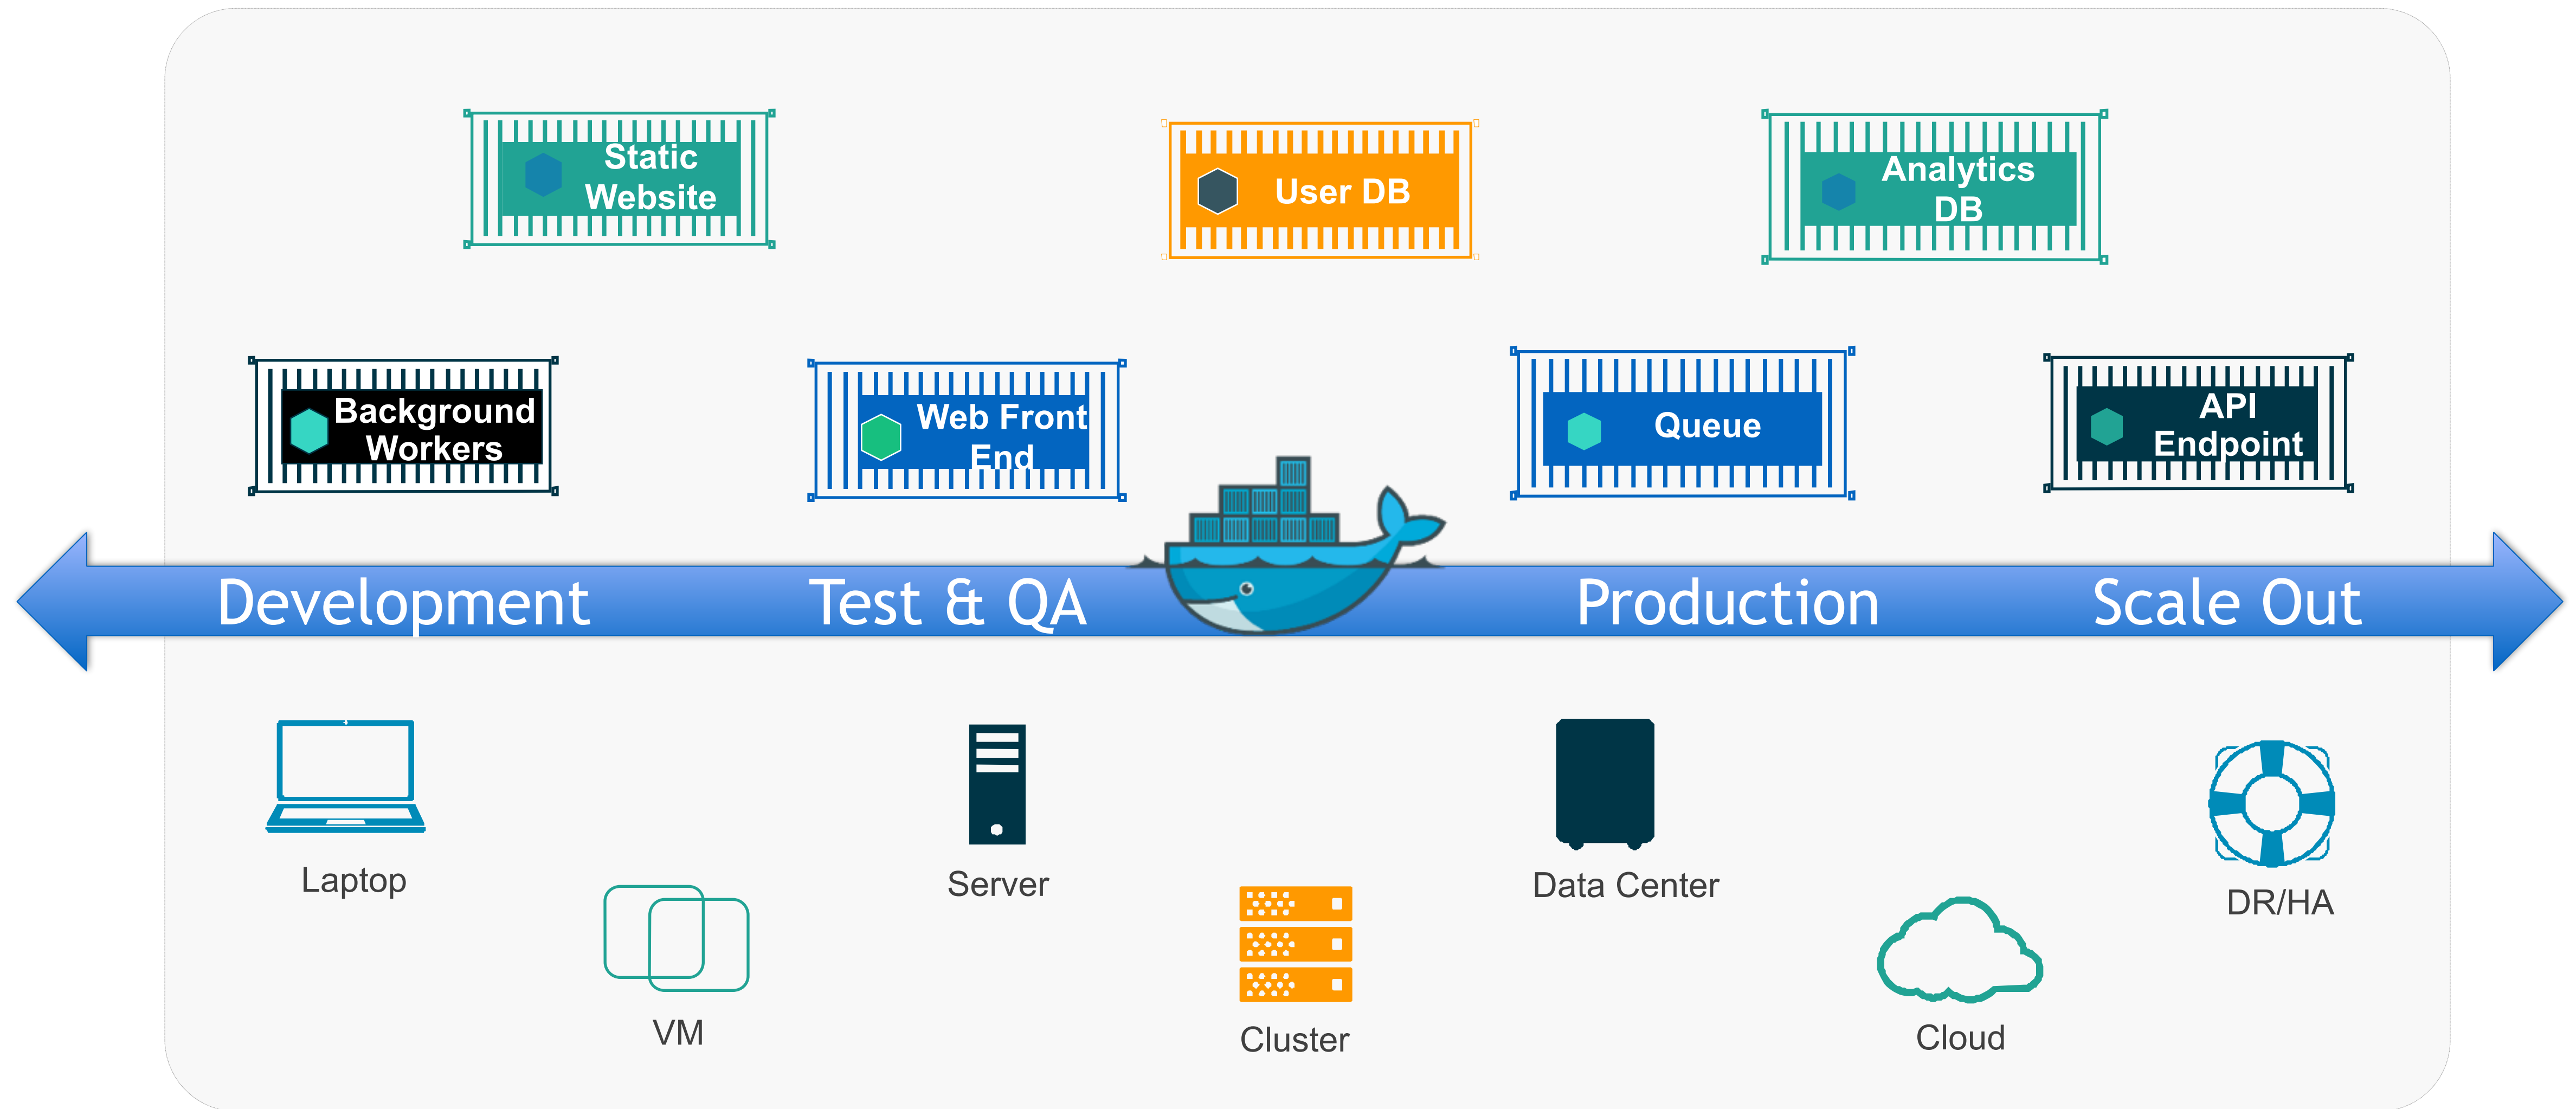 Static
Website
User DB
Analytics
DB
Background
Workers
Web Front
End
Queue
API
Endpoint
Development
Test & QA
Production
Scale Out
Laptop
Server
Data Center
DR/HA
VM
Cluster
Cloud